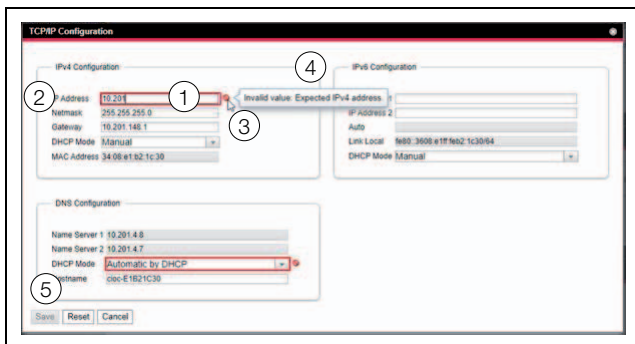 TCP/IP Configuration
IPv4 Configuration
4
IPv6 Configuration
2
IP Address 10.201
1
Invalid value: Expected IPv4 address.
1
3
Netmask 255.255.255.0
IP Address 2
Gateway 10.201.148.1
Auto
DHCP Mode Manual
Link Local fe80::3608:e1ff:feb2:1c30/64
MAC Address 34:08:e1:b2:1c:30
DHCP Mode Manual
DNS Configuration
Name Server 1 10.201.4.8
Name Server 2 10.201.4.7
DHCP Mode Automatic by DHCP
Hostname cioc-E1B21C30
5
Save Reset Cancel